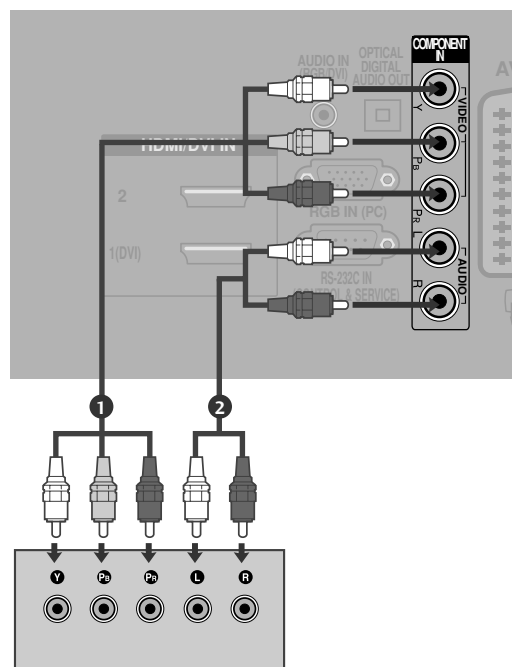 COMPONENT
IN
AUDIO IN
(RGB/DVI)
OPTICAL
DIGITAL
AUDIO OUT
AV
VIDEO
Y
PB
PR
HDMI/DVI IN
2
1(DVI)
RGB IN (PC)
RS-232C IN
(CONTROL & SERVICE)
L
AUDIO
R
1
2
Y
PB
PR
L
R